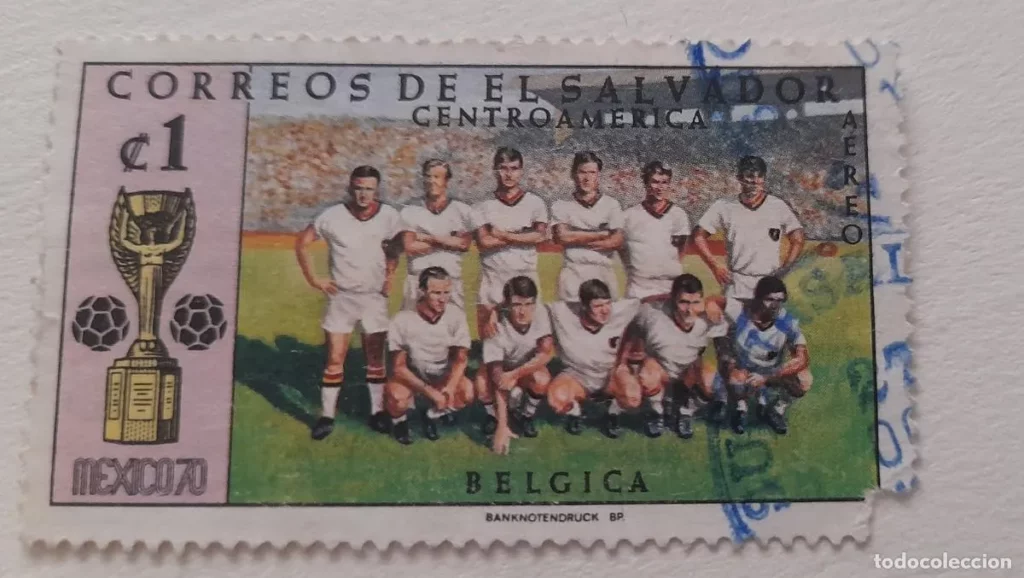 CORREOS DE EL SALVADOR
CENTROAMERICA
AEREO
¢1
MEXICO70
BELGICA
BANKNOTENDRUCK BP.
todocoleccion